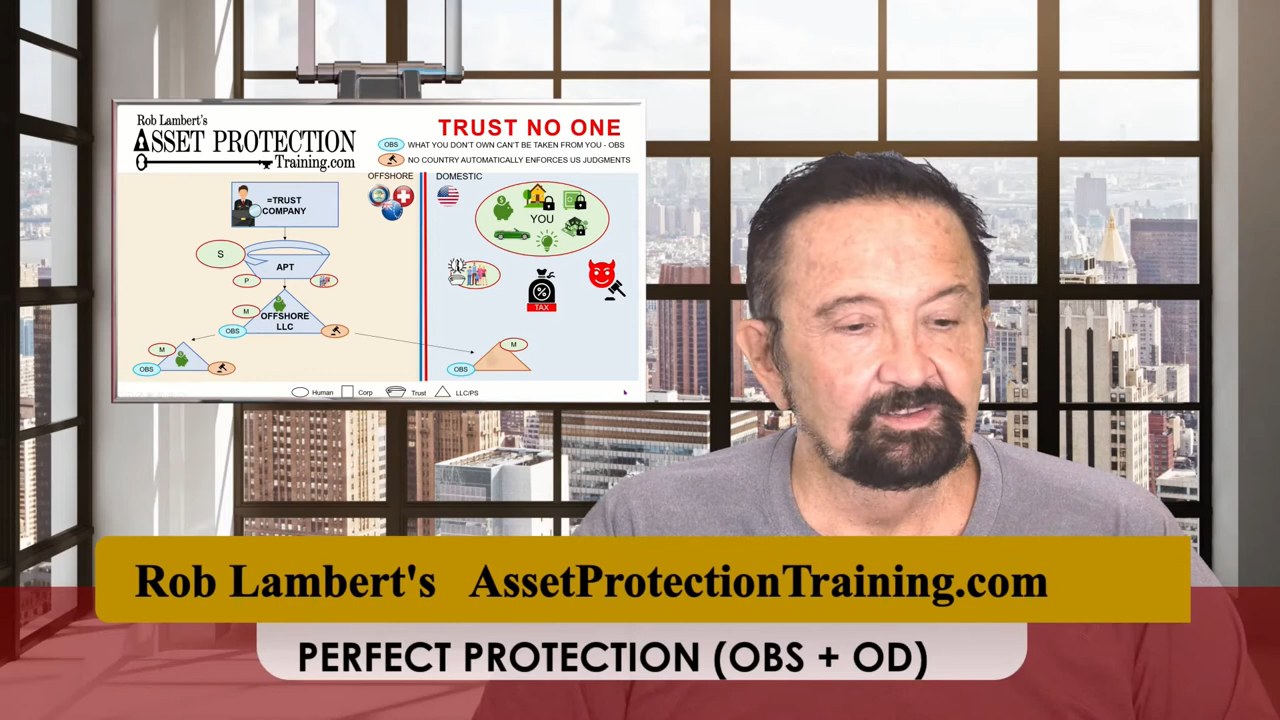 Rob Lambert's
ASSET PROTECTION
Training.com
TRUST NO ONE
OBS WHAT YOU DON'T OWN CAN'T BE TAKEN FROM YOU - OBS
NO COUNTRY AUTOMATICALLY ENFORCES US JUDGMENTS
OFFSHORE
DOMESTIC
=TRUST
COMPANY
YOU
S
APT
P
M
OFFSHORE
LLC
OBS
TAX
M
OBS
M
OBS
Human
Corp
Trust
LLC/PS
Rob Lambert's AssetProtectionTraining.com
PERFECT PROTECTION (OBS + OD)